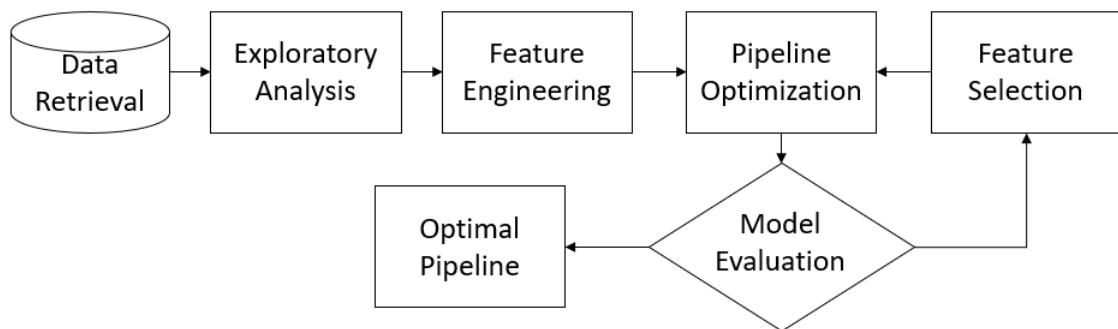 Data
Retrieval
Exploratory
Analysis
Feature
Engineering
Pipeline
Optimization
Feature
Selection
Optimal
Pipeline
Model
Evaluation